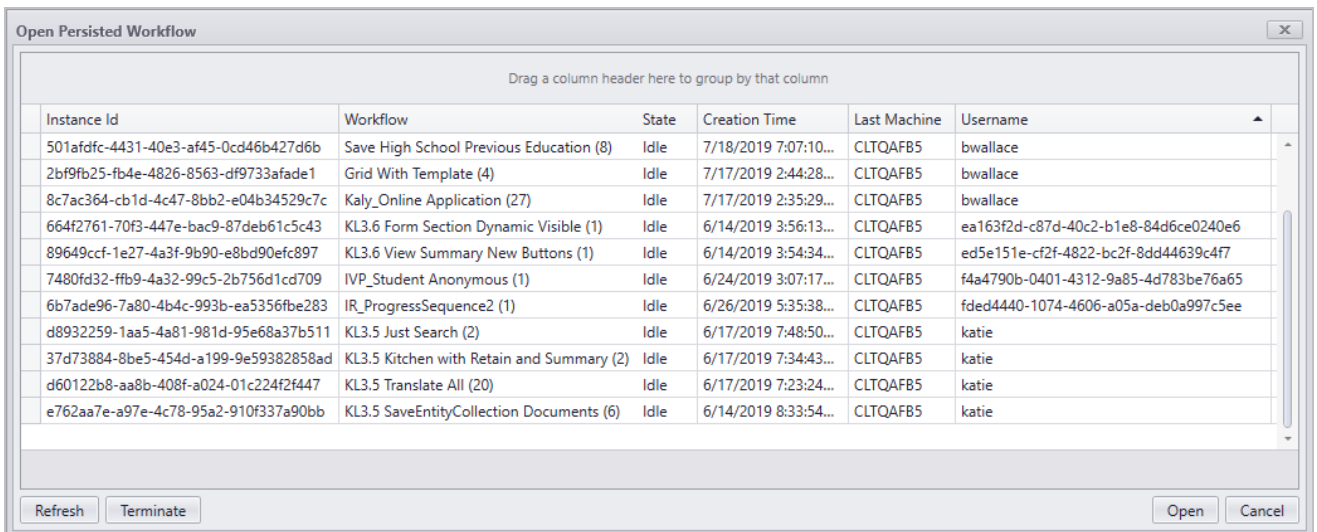 Open Persisted Workflow
Drag a column header here to group by that column
Instance Id Workflow State Creation Time Last Machine Username
501afdfc-4431-40e3-af45-0cd46b427d6b Save High School Previous Education (8) Idle 7/18/2019 7:07:10... CLTQAFB5 bwallace
2bf9fb25-fb4e-4826-8563-df9733afade1 Grid With Template (4) Idle 7/17/2019 2:44:28... CLTQAFB5 bwallace
8c7ac364-cb1d-4c47-8bb2-e04b34529c7c Kaly_Online Application (27) Idle 7/17/2019 2:35:29... CLTQAFB5 bwallace
664f2761-70f3-447e-bac9-87deb61c5c43 KL3.6 Form Section Dynamic Visible (1) Idle 6/14/2019 3:56:13... CLTQAFB5 ea163f2d-c87d-40c2-b1e8-84d6ce0240e6
89649ccf-1e27-4a3f-9b90-e8bd90efc897 KL3.6 View Summary New Buttons (1) Idle 6/14/2019 3:54:34... CLTQAFB5 ed5e151e-cf2f-4822-bc2f-8dd44639c4f7
7480fd32-ffb9-4a32-99c5-2b756d1cd709 IVP_Student Anonymous (1) Idle 6/24/2019 3:07:17... CLTQAFB5 f4a4790b-0401-4312-9a85-4d783be76a65
6b7ade96-7a80-4b4c-993b-ea5356fbe283 IR_ProgressSequence2 (1) Idle 6/26/2019 5:35:38... CLTQAFB5 fded4440-1074-4606-a05a-deb0a997c5ee
d8932259-1aa5-4a81-981d-95e68a37b511 KL3.5 Just Search (2) Idle 6/17/2019 7:48:50... CLTQAFB5 katie
37d73884-8be5-454d-a199-9e59382858ad KL3.5 Kitchen with Retain and Summary (2) Idle 6/17/2019 7:34:43... CLTQAFB5 katie
d60122b8-aa8b-408f-a024-01c224f2f447 KL3.5 Translate All (20) Idle 6/17/2019 7:23:24... CLTQAFB5 katie
e762aa7e-a97e-4c78-95a2-910f337a90bb KL3.5 SaveEntityCollection Documents (6) Idle 6/14/2019 8:33:54... CLTQAFB5 katie
Refresh Terminate Open Cancel